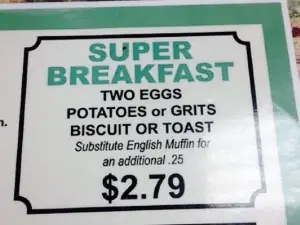 SUPER
BREAKFAST
TWO EGGS
POTATOES or GRITS
BISCUIT OR TOAST
Substitute English Muffin for
an additional .25
$2.79